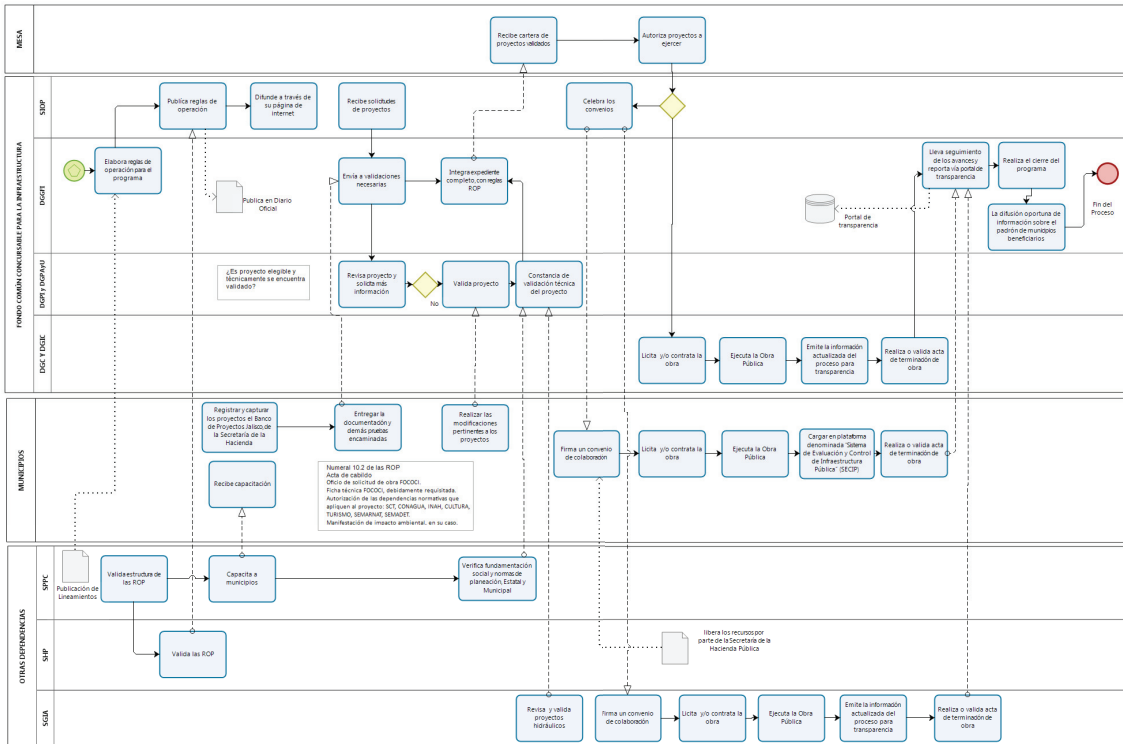 MESA
Recibe cartera de
proyectos validados
Autoriza proyectos a
ejercer
FONDO COMÚN CONCURSABLE PARA LA INFRAESTRUCTURA
SIOP
Publica reglas de
operación
Difunde a través de
su página de
internet
Recibe solicitudes
de proyectos
Celebra los
convenios
DGGFI
Elabora reglas de
operación para el
programa
Publica en Diario
Oficial
Envía a validaciones
necesarias
Integra expediente
completo, con reglas
ROP
Lleva seguimiento
de los avances y
reporta vía portal de
transparencia
Realiza el cierre del
programa
Portal de
transparencia
La difusión oportuna de
información sobre el
padrón de municipios
beneficiarios
Fin del
Proceso
DGPI y DGPAyU
¿Es proyecto elegible y
técnicamente se encuentra
validado?
Revisa proyecto y
solicita más
información
No
Valida proyecto
Constancia de
validación técnica
del proyecto
DGC Y DGIC
Licita y/o contrata la
obra
Ejecuta la Obra
Pública
Emite la información
actualizada del
proceso para
transparencia
Realiza o valida acta
de terminación de
obra
MUNICIPIOS
Registrar y capturar
los proyectos el Banco
de Proyectos Jalisco, de
la Secretaría de la
Hacienda
Entregar la
documentación y
demás pruebas
encaminadas
Realizar las
modificaciones
pertinentes a los
proyectos
Firma un convenio
de colaboración
Licita y/o contrata la
obra
Ejecuta la Obra
Pública
Cargar en plataforma
denominada "Sistema
de Evaluación y Control
de Infraestructura
Pública" (SECIP)
Realiza o valida acta
de terminación de
obra
Recibe capacitación
Numeral 10.2 de las ROP
Acta de cabildo
Oficio de solicitud de obra FOCOCI.
Ficha técnica FOCOCI, debidamente requisitada.
Autorización de las dependencias normativas que
apliquen al proyecto: SCT, CONAGUA, INAH, CULTURA,
TURISMO, SEMARNAT, SEMADET.
Manifestación de impacto ambiental, en su caso.
OTRAS DEPENDENCIAS
SPPC
Publicación de
Lineamientos
Valida estructura de
las ROP
Capacita a
municipios
Verifica fundamentación
social y normas de
planeación, Estatal y
Municipal
SHP
Valida las ROP
libera los recursos por
parte de la Secretaría de la
Hacienda Pública
SGIA
Revisa y valida
proyectos
hidráulicos
Firma un convenio
de colaboración
Licita y/o contrata la
obra
Ejecuta la Obra
Pública
Emite la información
actualizada del
proceso para
transparencia
Realiza o valida acta
de terminación de
obra